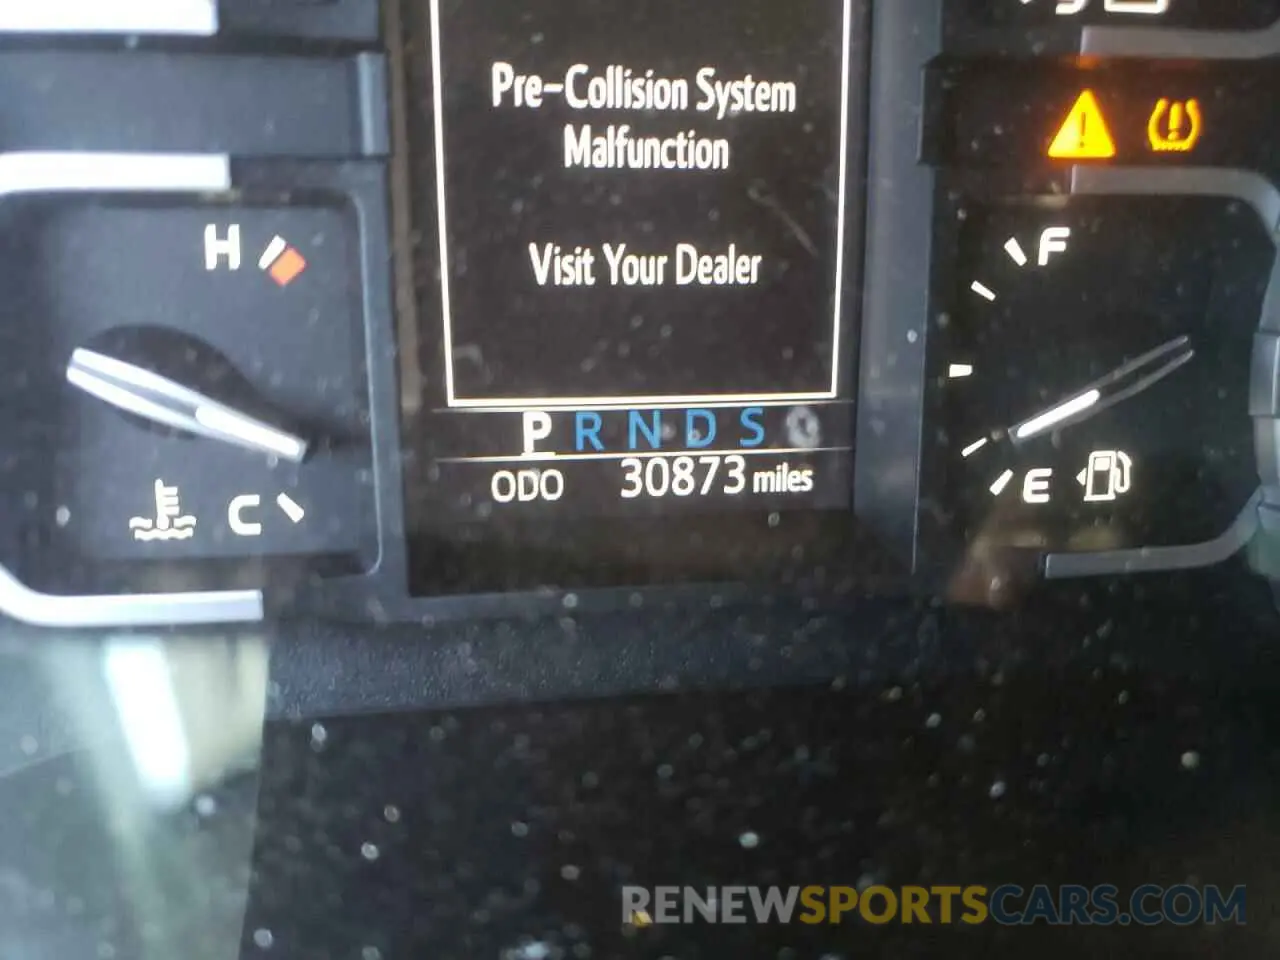 Pre-Collision System
Malfunction
Visit Your Dealer
H
F
P R N D S
ODO 30873 miles
C
E
RENEWSPORTSCARS.COM